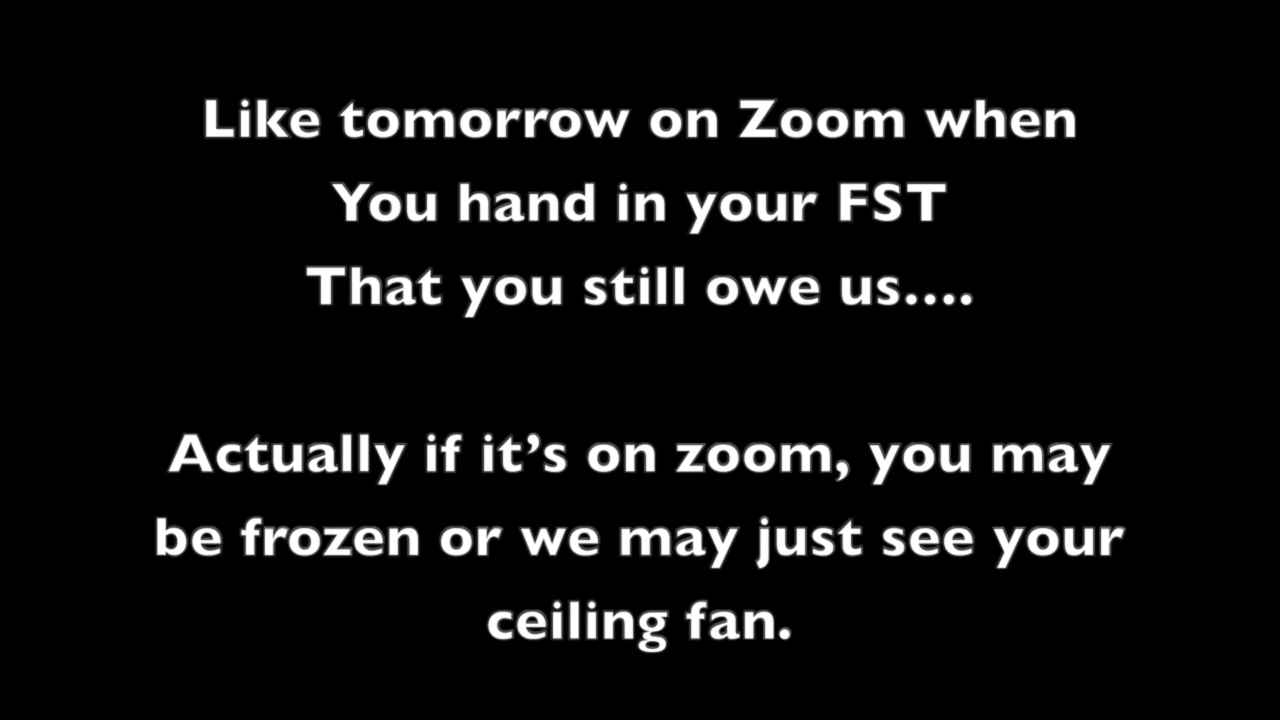 Like tomorrow on Zoom when
You hand in your FST
That you still owe us....
Actually if it’s on zoom, you may
be frozen or we may just see your
ceiling fan.